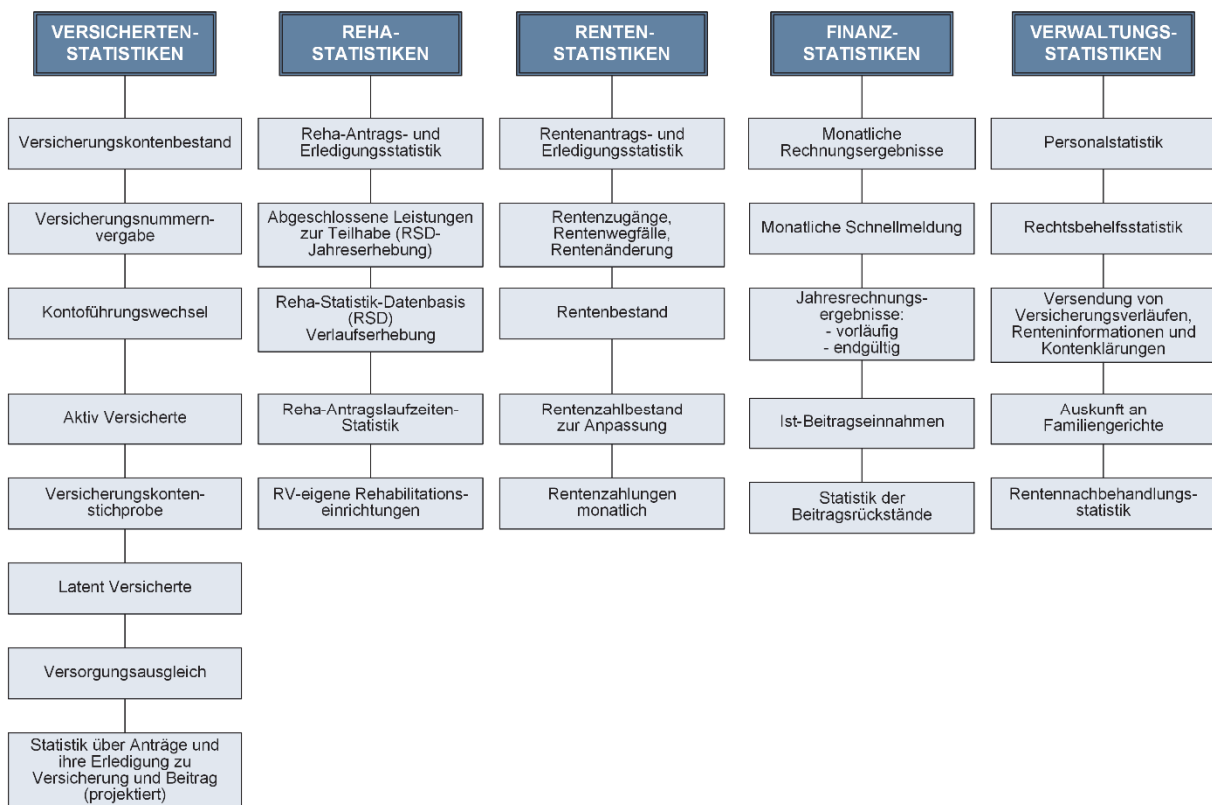 VERSICHERTEN-
STATISTIKEN
Versicherungskontenbestand
Versicherungsnummern-
vergabe
Kontoführungswechsel
Aktiv Versicherte
Versicherungskonten-
stichprobe
Latent Versicherte
Versorgungsausgleich
Statistik über Anträge und
ihre Erledigung zu
Versicherung und Beitrag
(projektiert)
REHA-
STATISTIKEN
Reha-Antrags- und
Erledigungsstatistik
Abgeschlossene Leistungen
zur Teilhabe (RSD-
Jahreserhebung)
Reha-Statistik-Datenbasis
(RSD)
Verlaufserhebung
Reha-Antragslaufzeiten-
Statistik
RV-eigene Rehabilitations-
einrichtungen
RENTEN-
STATISTIKEN
Rentenantrags- und
Erledigungsstatistik
Rentenzugänge,
Rentenwegfälle,
Rentenänderung
Rentenbestand
Rentenzahlbestand
zur Anpassung
Rentenzahlungen
monatlich
FINANZ-
STATISTIKEN
Monatliche
Rechnungsergebnisse
Monatliche Schnellmeldung
Jahresrechnungs-
ergebnisse:
- vorläufig
- endgültig
Ist-Beitragseinnahmen
Statistik der
Beitragsrückstände
VERWALTUNGS-
STATISTIKEN
Personalstatistik
Rechtsbehelfsstatistik
Versendung von
Versicherungsverläufen,
Renteninformationen und
Kontenklärungen
Auskunft an
Familiengerichte
Rentennachbehandlungs-
statistik